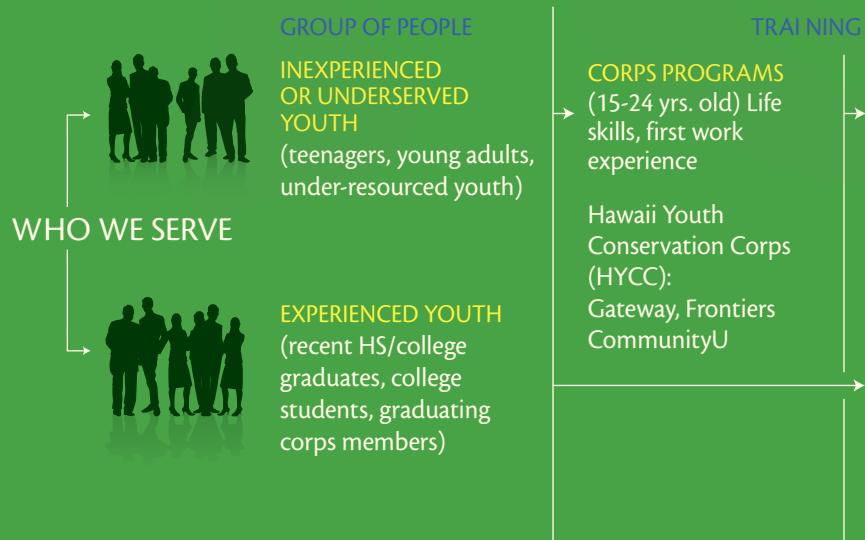 GROUP OF PEOPLE
TRAINING
INEXPERIENCED
OR UNDERSERVED
YOUTH
(teenagers, young adults,
under-resourced youth)
CORPS PROGRAMS
(15-24 yrs. old) Life
skills, first work
experience
Hawaii Youth
Conservation Corps
(HYCC):
Gateway, Frontiers
CommunityU
WHO WE SERVE
EXPERIENCED YOUTH
(recent HS/college
graduates, college
students, graduating
corps members)